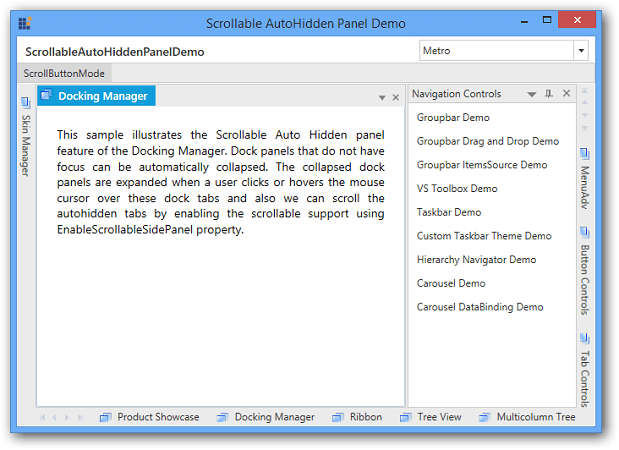 Scrollable AutoHidden Panel Demo
ScrollableAutoHiddenPanelDemo
Metro
ScrollButtonMode
Skin Manager
Docking Manager
This sample illustrates the Scrollable Auto Hidden panel
feature of the Docking Manager. Dock panels that do not have
focus can be automatically collapsed. The collapsed dock
panels are expanded when a user clicks or hovers the mouse
cursor over these dock tabs and also we can scroll the
autohidden tabs by enabling the scrollable support using
EnableScrollableSidePanel property.
Navigation Controls
Groupbar Demo
Groupbar Drag and Drop Demo
Groupbar ItemsSource Demo
VS Toolbox Demo
Taskbar Demo
Custom Taskbar Theme Demo
Hierarchy Navigator Demo
Carousel Demo
Carousel DataBinding Demo
MenuAdv
Button Controls
Tab Controls
Product Showcase
Docking Manager
Ribbon
Tree View
Multicolumn Tree